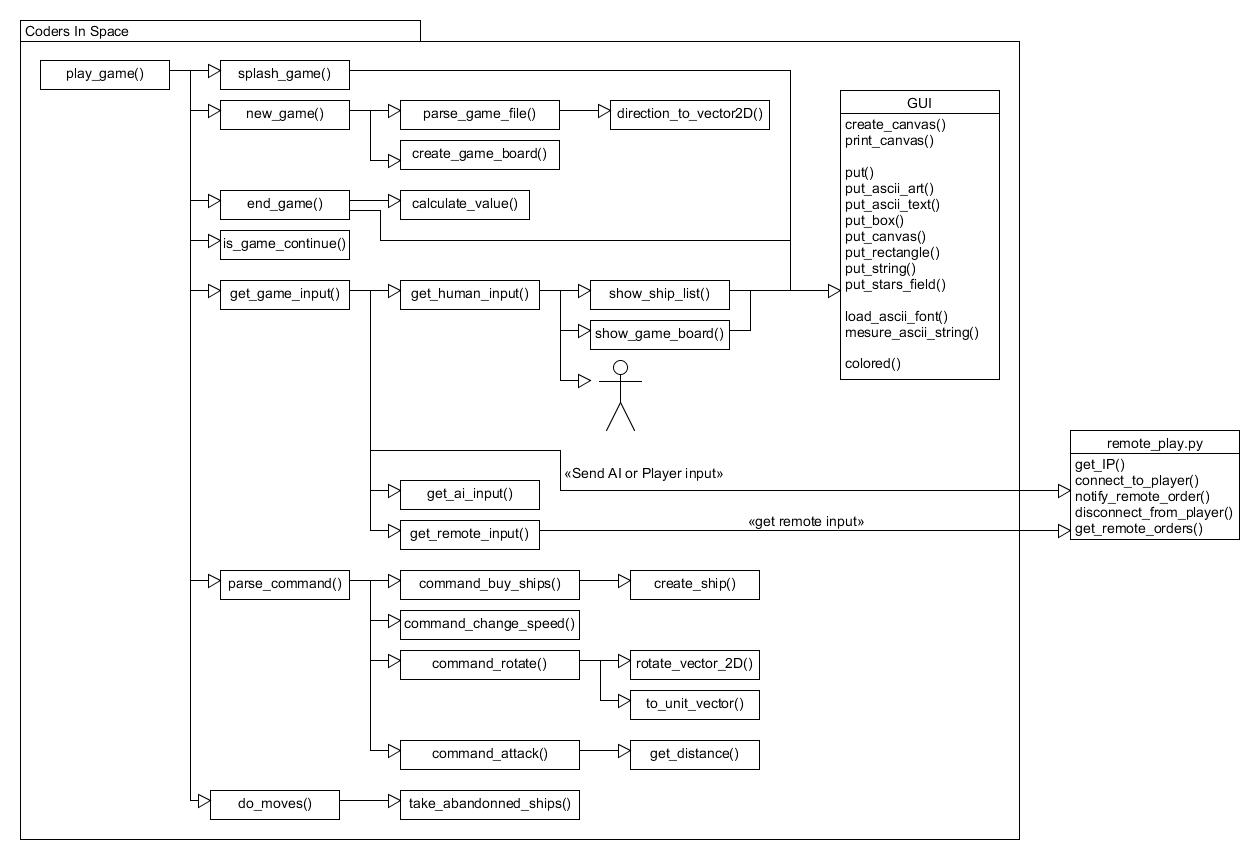 Coders In Space
play_game()
splash_game()
new_game()
parse_game_file()
direction_to_vector2D()
create_game_board()
end_game()
calculate_value()
is_game_continue()
get_game_input()
get_human_input()
show_ship_list()
show_game_board()
GUI
create_canvas()
print_canvas()
put()
put_ascii_art()
put_ascii_text()
put_box()
put_canvas()
put_rectangle()
put_string()
put_stars_field()
load_ascii_font()
mesure_ascii_string()
colored()
«Send AI or Player input»
get_ai_input()
«get remote input»
get_remote_input()
remote_play.py
get_IP()
connect_to_player()
notify_remote_order()
disconnect_from_player()
get_remote_orders()
parse_command()
command_buy_ships()
create_ship()
command_change_speed()
command_rotate()
rotate_vector_2D()
to_unit_vector()
command_attack()
get_distance()
do_moves()
take_abandonned_ships()